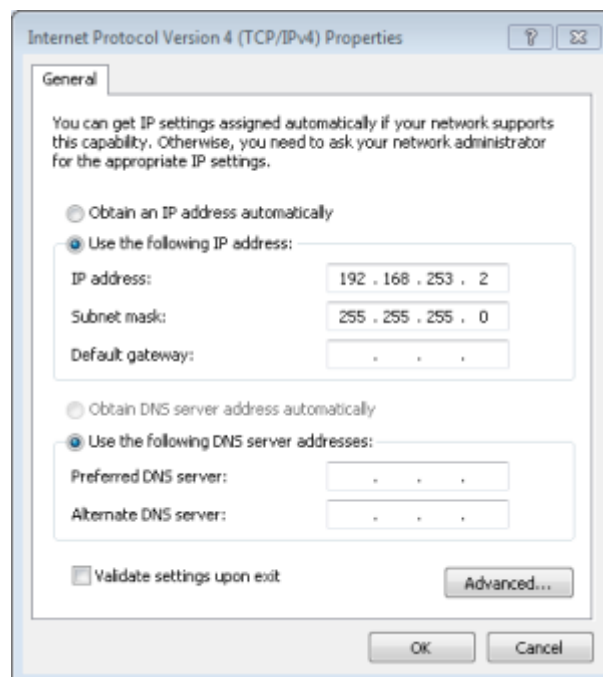 Internet Protocol Version 4 (TCP/IPv4) Properties
General
You can get IP settings assigned automatically if your network supports
this capability. Otherwise, you need to ask your network administrator
for the appropriate IP settings.
Obtain an IP address automatically
Use the following IP address:
IP address: 192 . 168 . 253 . 2
Subnet mask: 255 . 255 . 255 . 0
Default gateway: . . .
Obtain DNS server address automatically
Use the following DNS server addresses:
Preferred DNS server: . . .
Alternate DNS server: . . .
Validate settings upon exit
Advanced...
OK Cancel